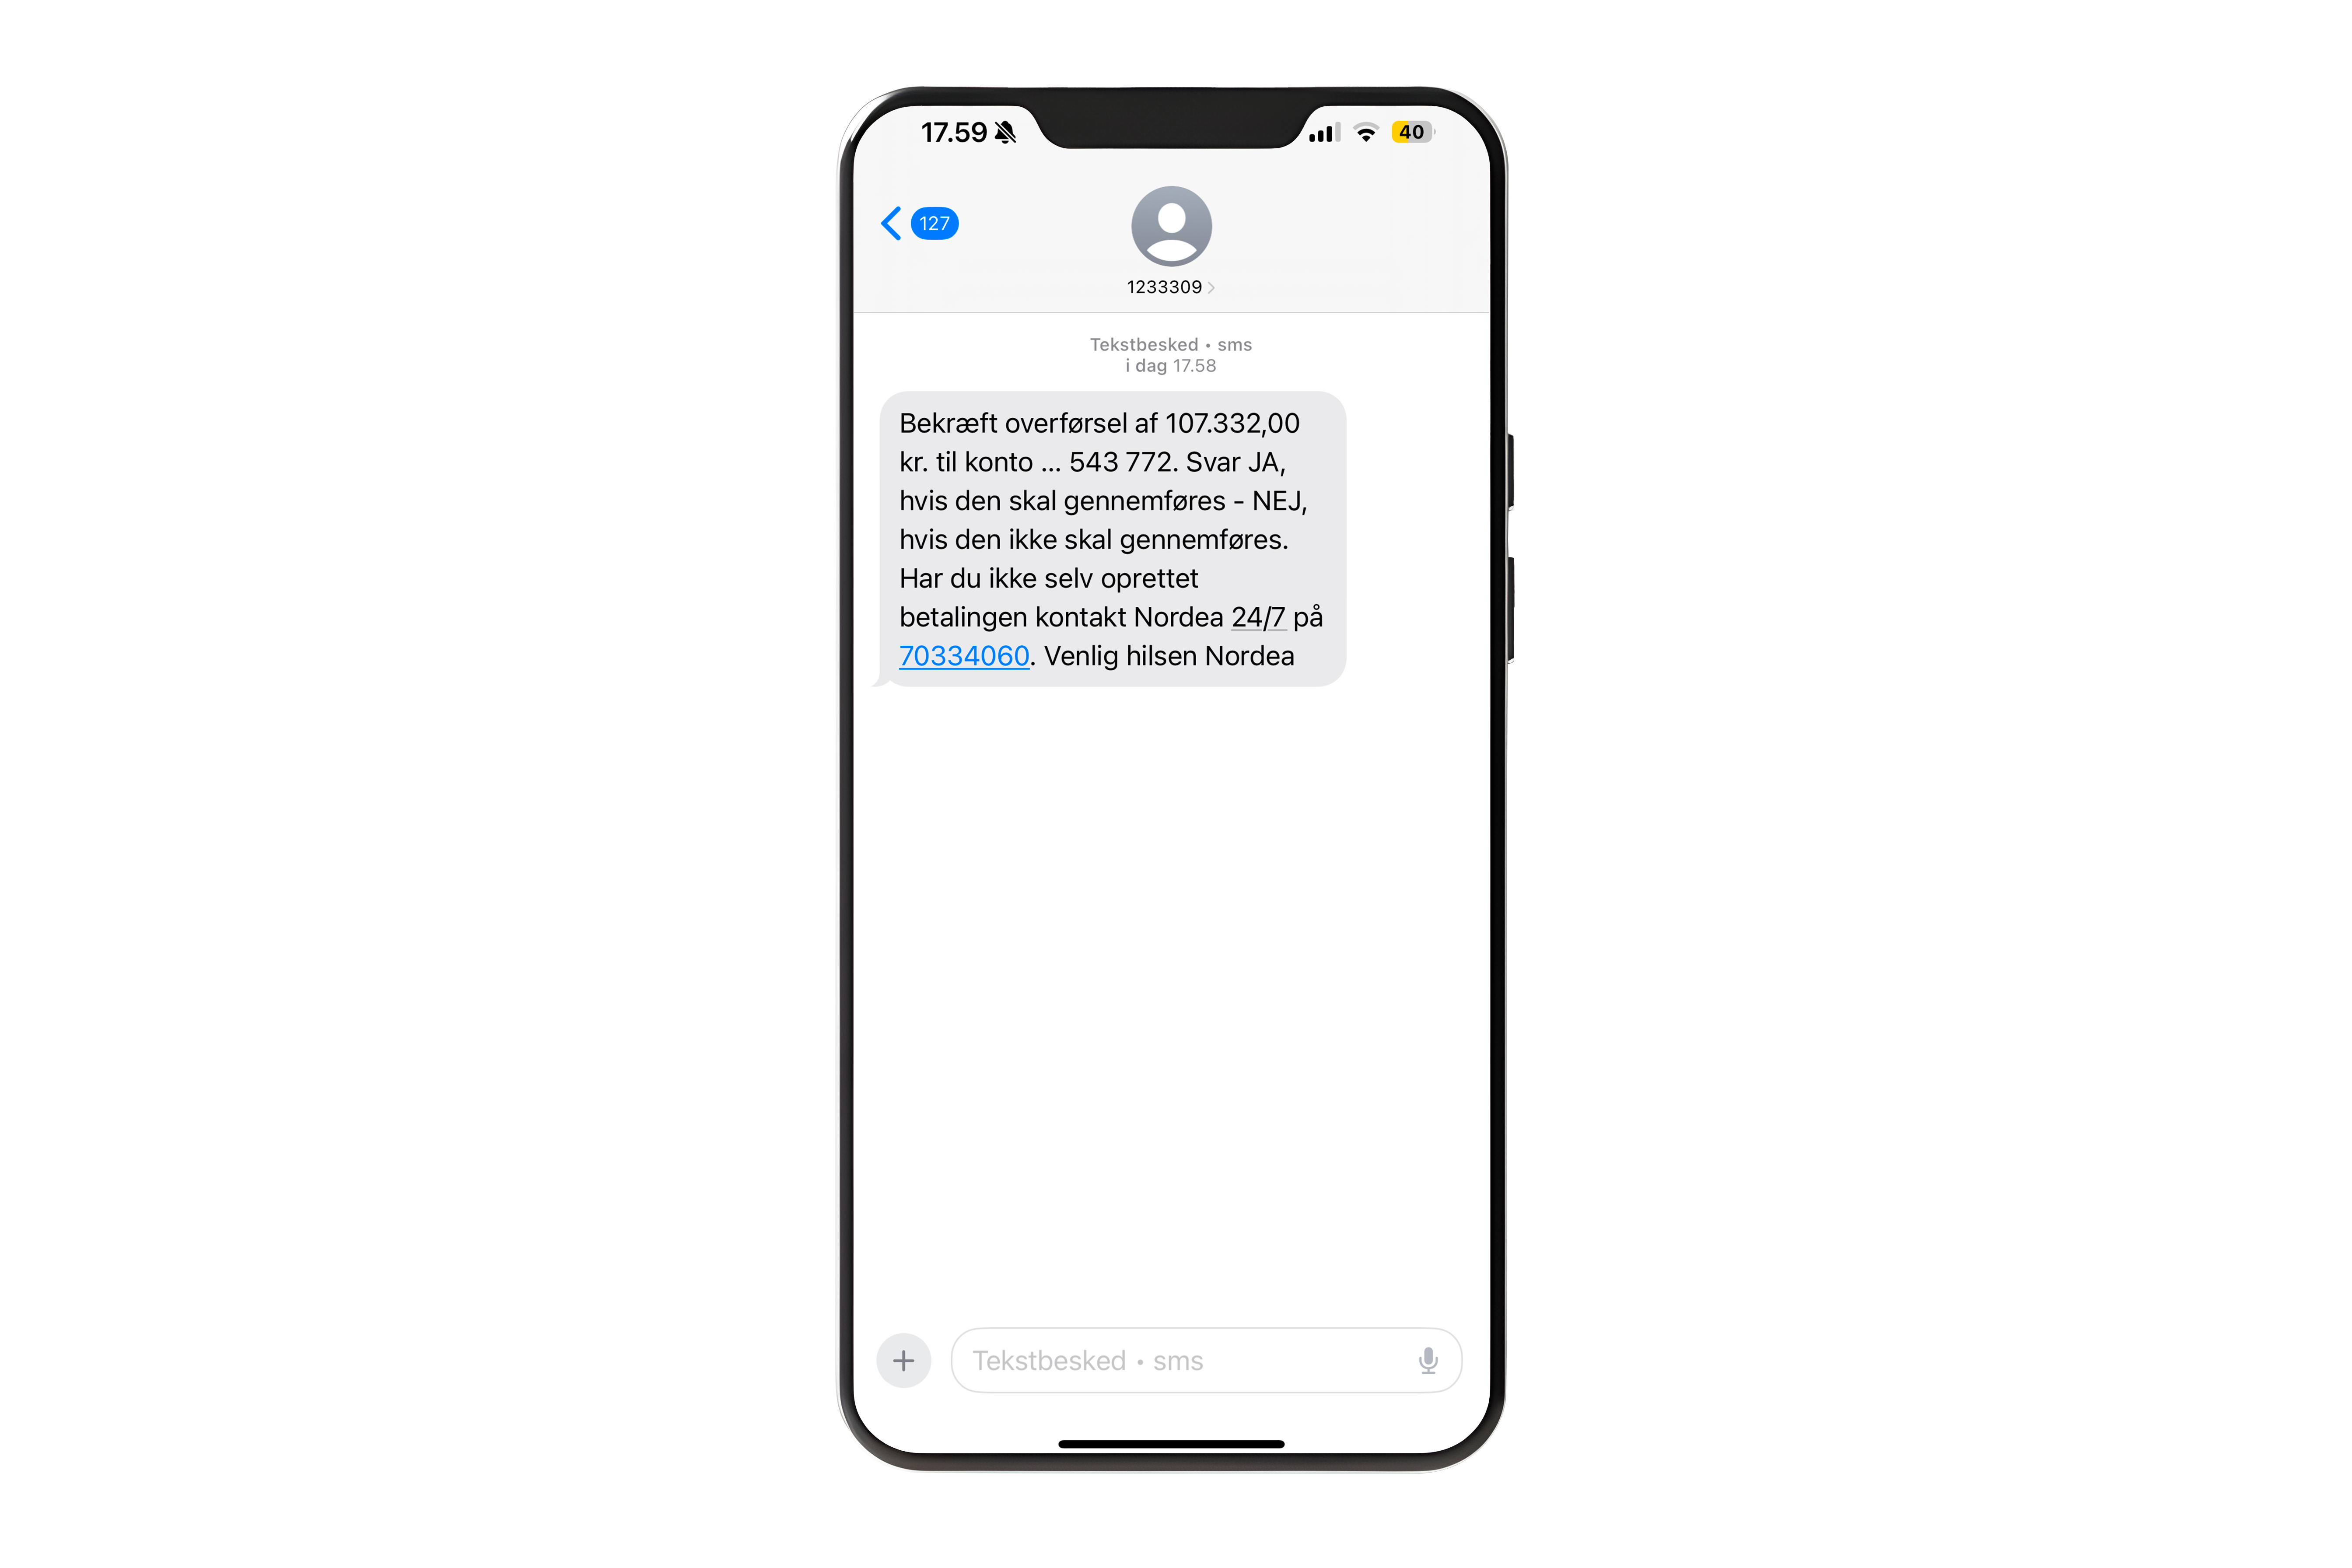 17.59
40
127
1233309
Tekstbesked • sms
i dag 17.58
Bekræft overførsel af 107.332,00
kr. til konto ... 543 772. Svar JA,
hvis den skal gennemføres - NEJ,
hvis den ikke skal gennemføres.
Har du ikke selv oprettet
betalingen kontakt Nordea 24/7 på
70334060. Venlig hilsen Nordea
Tekstbesked • sms